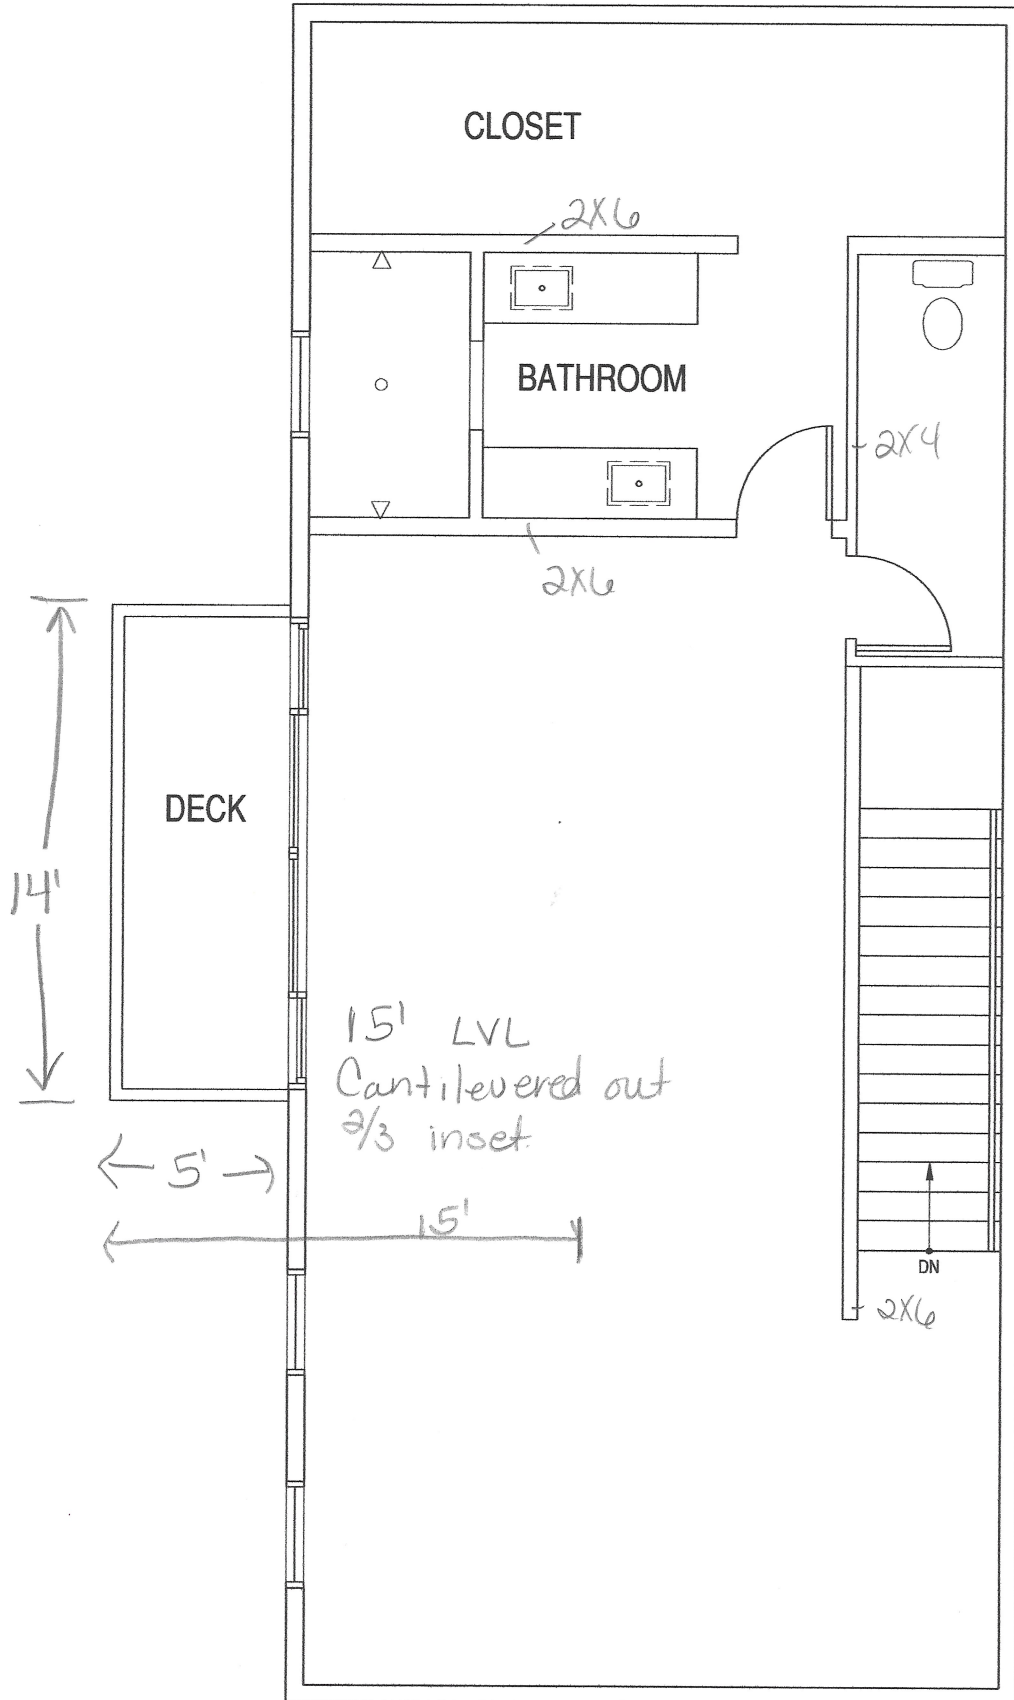 CLOSET
2X6
BATHROOM
2X4
2X6
DECK
14'
15' LVL
Cantilevered out
2/3 inset.
5'
15'
DN
2X6